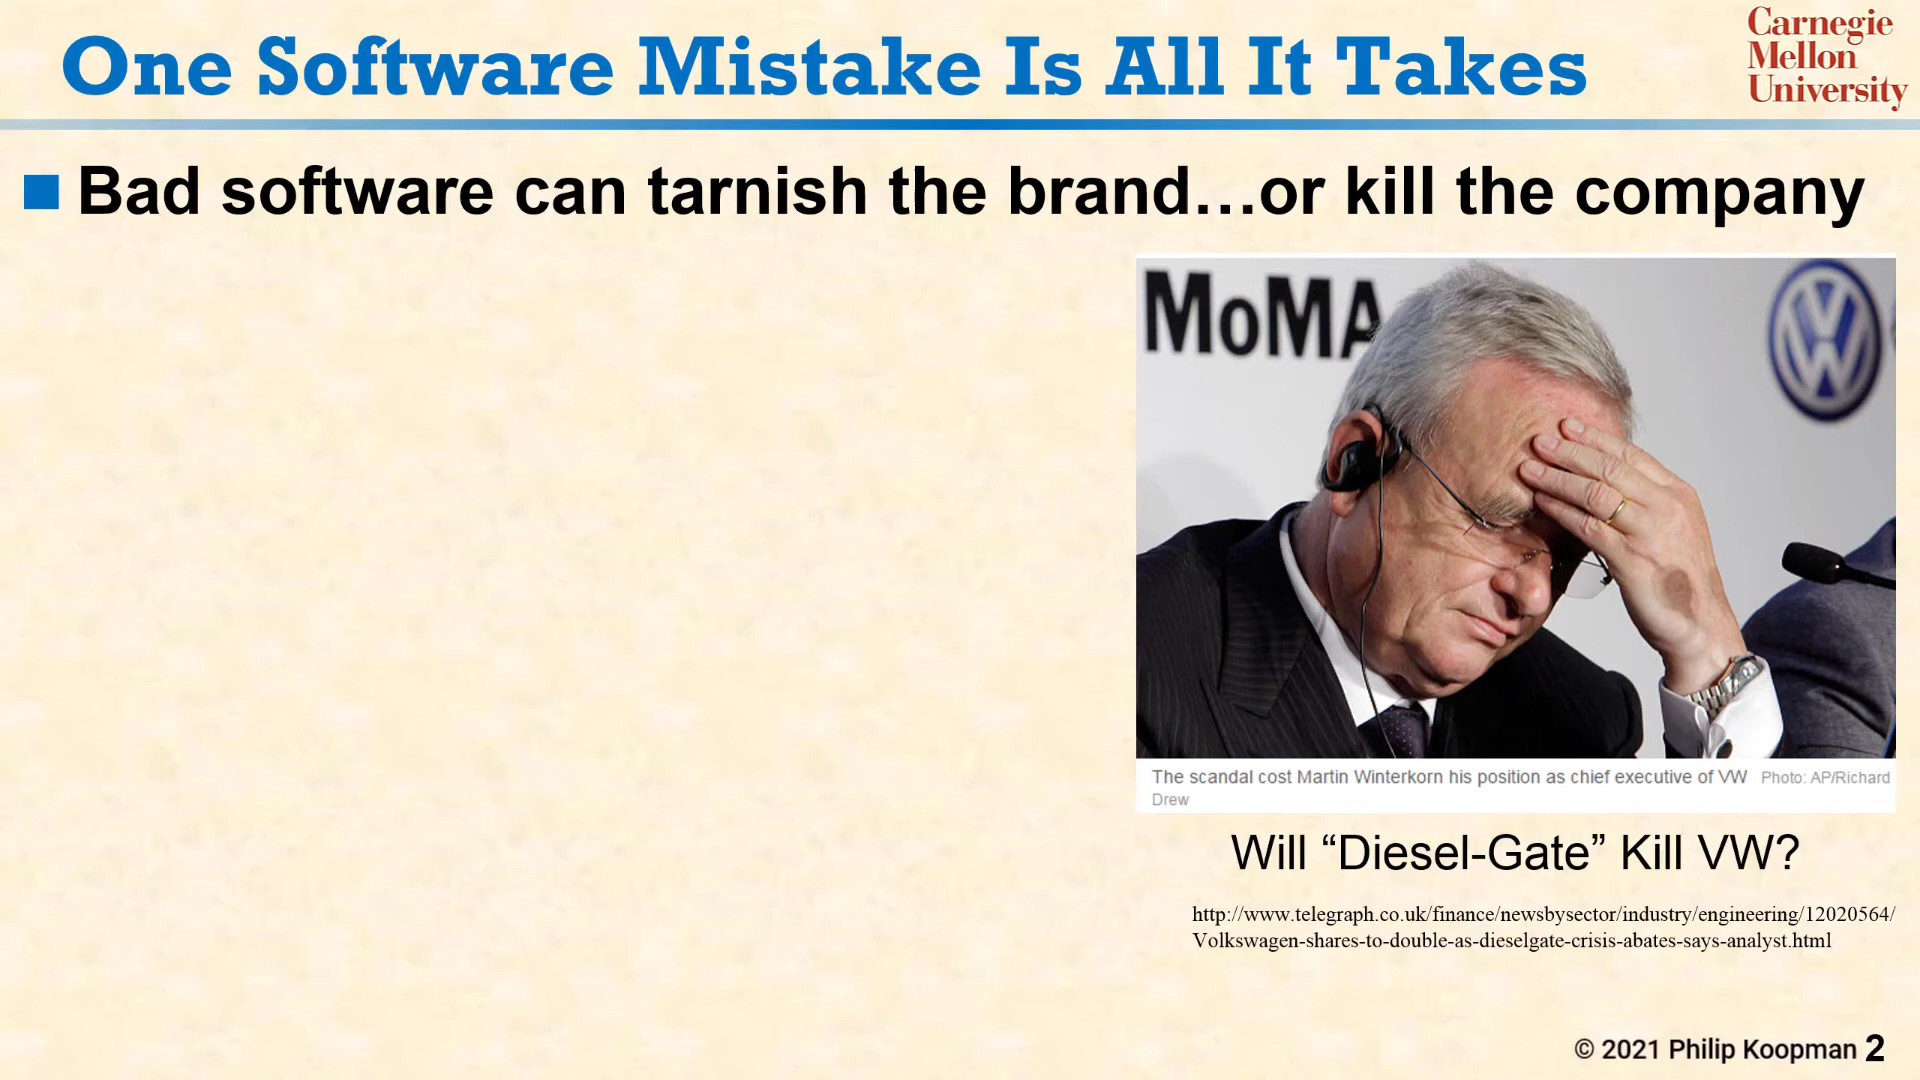 One Software Mistake Is All It Takes
Carnegie
Mellon
University
Bad software can tarnish the brand…or kill the company
MoMA
VW
The scandal cost Martin Winterkorn his position as chief executive of VW Photo: AP/Richard
Drew
Will “Diesel-Gate” Kill VW?
http://www.telegraph.co.uk/finance/newsbysector/industry/engineering/12020564/
Volkswagen-shares-to-double-as-dieselgate-crisis-abates-says-analyst.html
© 2021 Philip Koopman 2